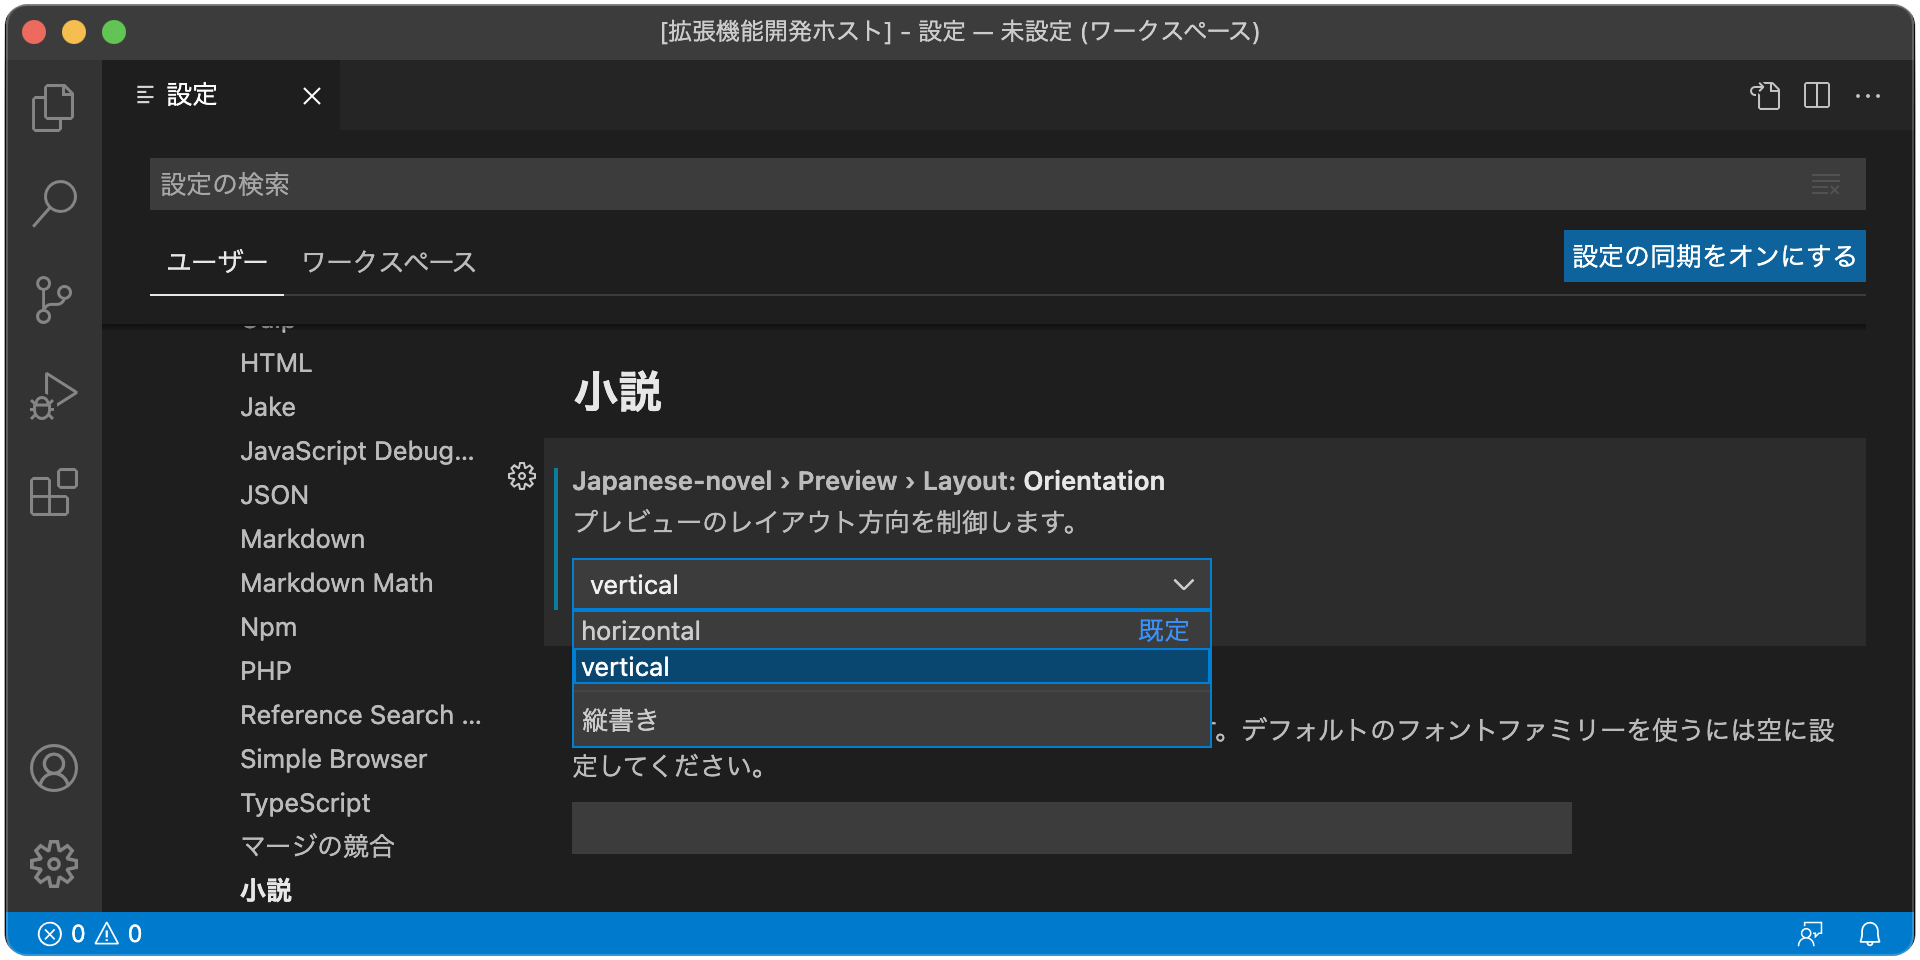 [拡張機能開発ホスト] - 設定 — 未設定 (ワークスペース)
設定
設定の検索
ユーザー
ワークスペース
設定の同期をオンにする
HTML
Jake
JavaScript Debug...
JSON
Markdown
Markdown Math
Npm
PHP
Reference Search ...
Simple Browser
TypeScript
マージの競合
小説
小説
Japanese-novel › Preview › Layout: Orientation
プレビューのレイアウト方向を制御します。
vertical
horizontal 既定
vertical
縦書き
。デフォルトのフォントファミリーを使うには空に設
定してください。
0 0